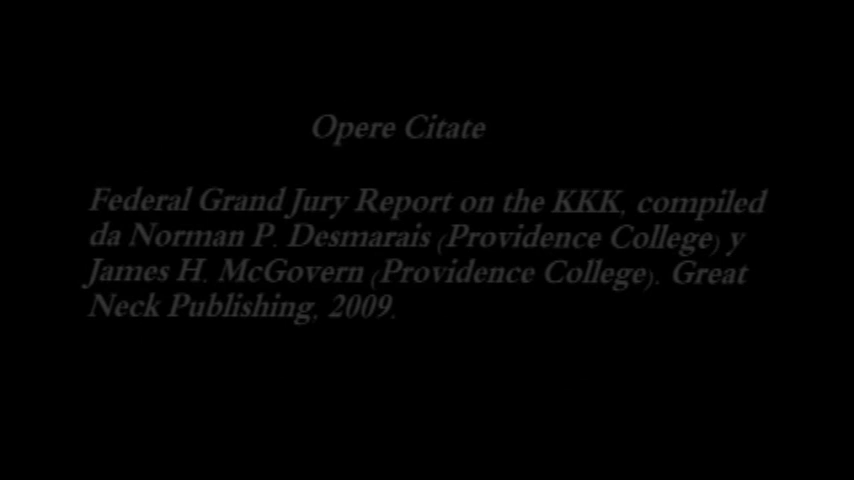 Opere Citate
Federal Grand Jury Report on the KKK, compiled
da Norman P. Desmarais (Providence College) y
James H. McGovern (Providence College). Great
Neck Publishing, 2009.